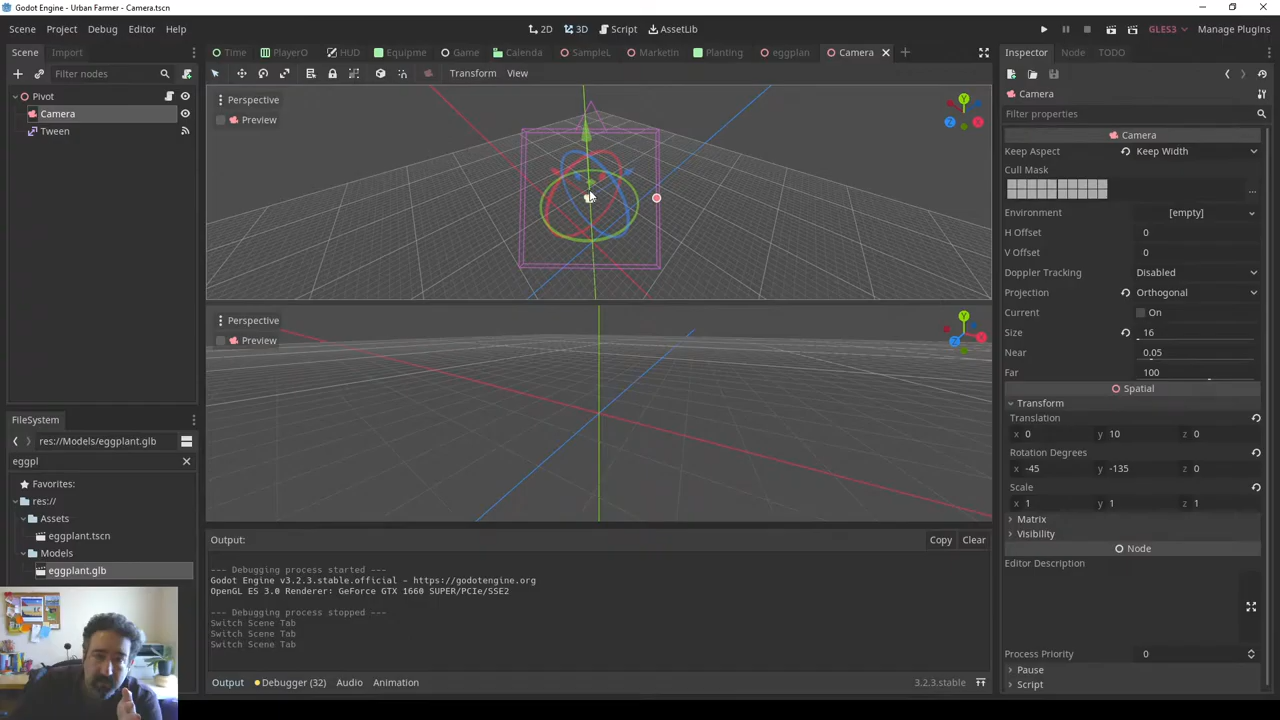 Godot Engine - Urban Farmer - Camera.tscn
Scene Project Debug Editor Help
2D 3D Script AssetLib
GLES3 Manage Plugins
Scene Import
Time PlayerO HUD Equipme Game Calenda SampleL Marketin Planting eggplan Camera
Inspector Node TODO
Filter nodes
Transform View
Pivot
Camera
Tween
Perspective
Preview
Y
X
Z
Perspective
Preview
Y
X
Z
Camera
Filter properties
Camera
Keep Aspect Keep Width
Cull Mask
...
Environment [empty]
H Offset 0
V Offset 0
Doppler Tracking Disabled
Projection Orthogonal
Current On
Size 16
Near 0.05
Far 100
Spatial
Transform
Translation
x 0 y 10 z 0
Rotation Degrees
x -45 y -135 z 0
Scale
x 1 y 1 z 1
Matrix
Visibility
Node
Editor Description
Process Priority 0
Pause
Script
FileSystem
res://Models/eggplant.glb
eggpl
Favorites:
res://
Assets
eggplant.tscn
Models
eggplant.glb
Output:
Copy Clear
--- Debugging process started ---
Godot Engine v3.2.3.stable.official - https://godotengine.org
OpenGL ES 3.0 Renderer: GeForce GTX 1660 SUPER/PCIe/SSE2
--- Debugging process stopped ---
Switch Scene Tab
Switch Scene Tab
Switch Scene Tab
Output Debugger (32) Audio Animation
3.2.3.stable